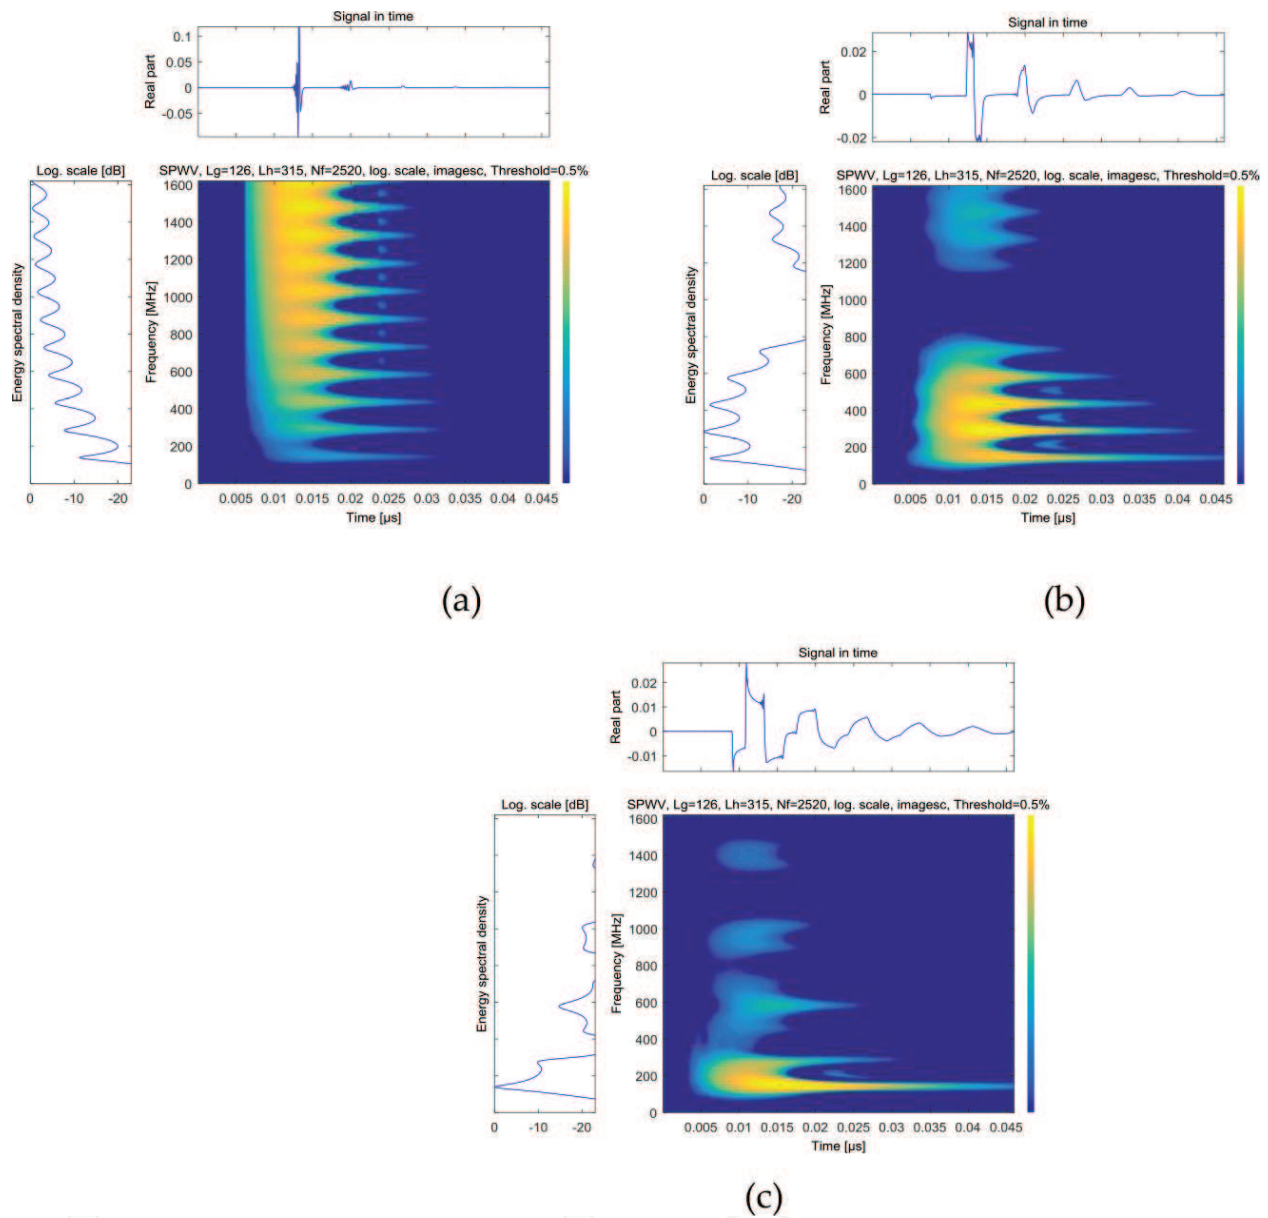 Signal in time
0.1
0.05
0
-0.05
Real part
Log. scale [dB]
SPWV, Lg=126, Lh=315, Nf=2520, log. scale, imagesc, Threshold=0.5%
Energy spectral density
Frequency [MHz]
1600
1400
1200
1000
800
600
400
200
0
0 -10 -20
0.005 0.01 0.015 0.02 0.025 0.03 0.035 0.04 0.045
Time [µs]
(a)
Signal in time
0.02
0
-0.02
Real part
Log. scale [dB]
SPWV, Lg=126, Lh=315, Nf=2520, log. scale, imagesc, Threshold=0.5%
Energy spectral density
Frequency [MHz]
1600
1400
1200
1000
800
600
400
200
0
0 -10 -20
0.005 0.01 0.015 0.02 0.025 0.03 0.035 0.04 0.045
Time [µs]
(b)
Signal in time
0.02
0.01
0
-0.01
Real part
Log. scale [dB]
SPWV, Lg=126, Lh=315, Nf=2520, log. scale, imagesc, Threshold=0.5%
Energy spectral density
Frequency [MHz]
1600
1400
1200
1000
800
600
400
200
0
0 -10 -20
0.005 0.01 0.015 0.02 0.025 0.03 0.035 0.04 0.045
Time [µs]
(c)